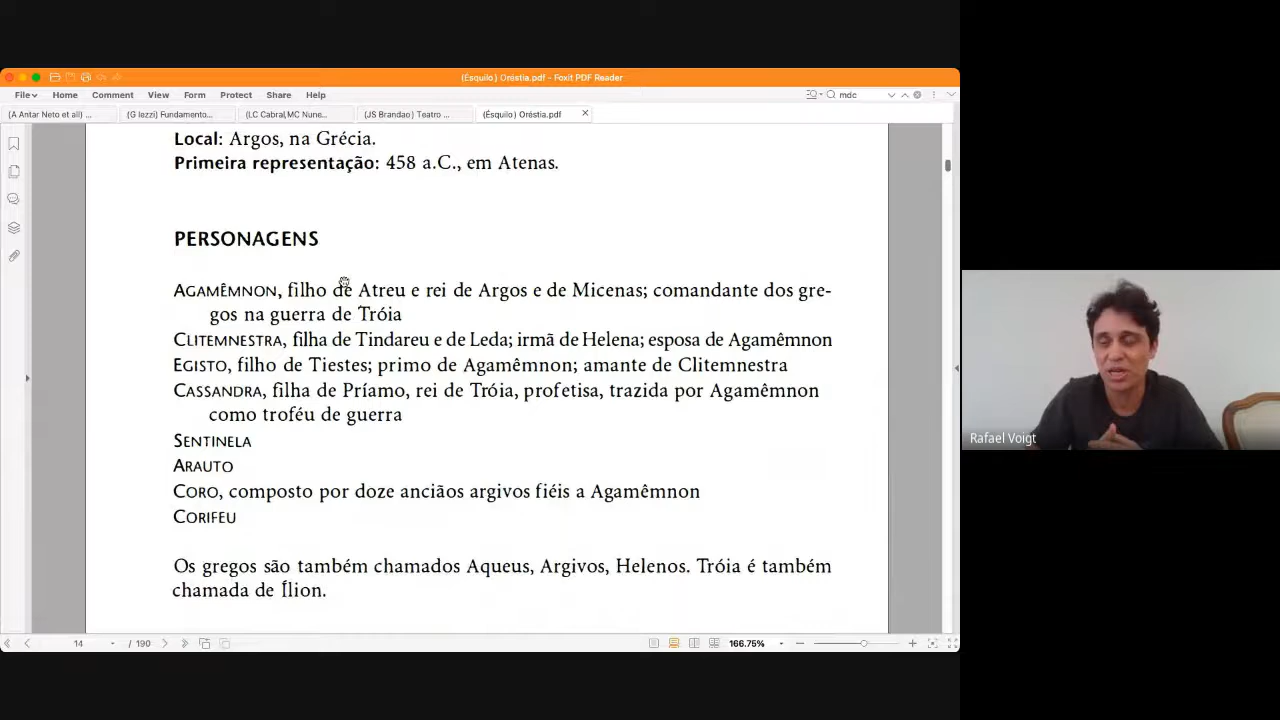 (Ésquilo) Oréstia.pdf - Foxit PDF Reader
File Home Comment View Form Protect Share Help
mdc
(A Antar Neto et all) ... (G Iezzi) Fundamento... (LC Cabral,MC Nune... (JS Brandao) Teatro ... (Ésquilo) Oréstia.pdf
Local: Argos, na Grécia.
Primeira representação: 458 a.C., em Atenas.
PERSONAGENS
AGAMÊMNON, filho de Atreu e rei de Argos e de Micenas; comandante dos gre-
gos na guerra de Tróia
CLITEMNESTRA, filha de Tindareu e de Leda; irmã de Helena; esposa de Agamêmnon
EGISTO, filho de Tiestes; primo de Agamêmnon; amante de Clitemnestra
CASSANDRA, filha de Príamo, rei de Tróia, profetisa, trazida por Agamêmnon
como troféu de guerra
SENTINELA
ARAUTO
CORO, composto por doze anciãos argivos fiéis a Agamêmnon
CORIFEU
Os gregos são também chamados Aqueus, Argivos, Helenos. Tróia é também
chamada de Ílion.
14 / 190 166.75%
Rafael Voigt